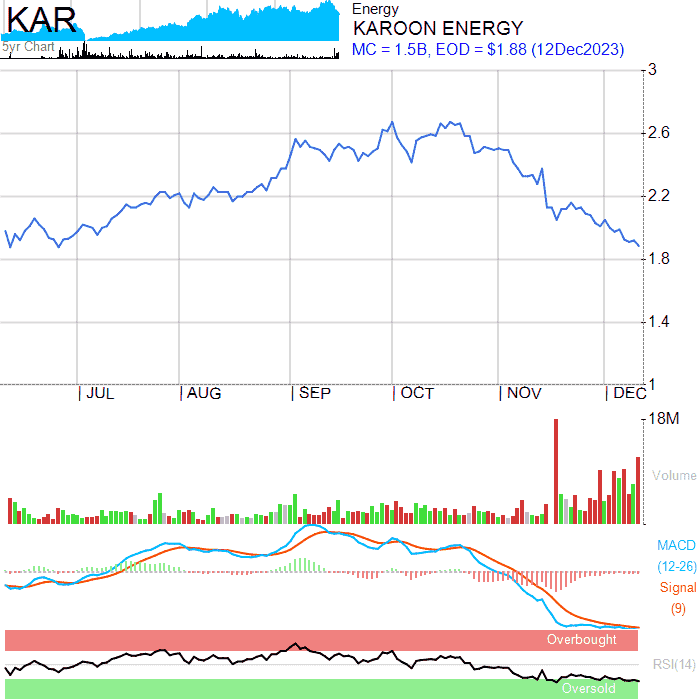 KAR
5yr Chart
Energy
KAROON ENERGY
MC = 1.5B, EOD = $1.88 (12Dec2023)
3
2.6
2.2
1.8
1.4
1
| JUL | AUG | SEP | OCT | NOV | DEC
18M
Volume
MACD
(12-26)
Signal
(9)
Overbought
RSI(14)
Oversold